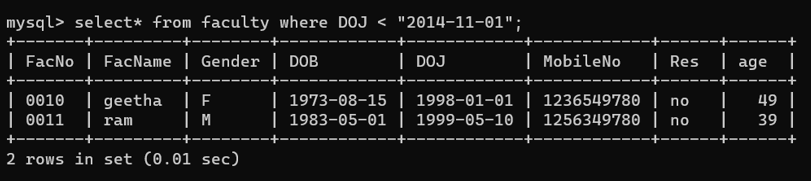 mysql> select* from faculty where DOJ < "2014-11-01";
+-------+---------+--------+------------+------------+------------+------+------+
| FacNo | FacName | Gender | DOB        | DOJ        | MobileNo   | Res  | age  |
+-------+---------+--------+------------+------------+------------+------+------+
| 0010  | geetha  | F      | 1973-08-15 | 1998-01-01 | 1236549780 | no   |   49 |
| 0011  | ram     | M      | 1983-05-01 | 1999-05-10 | 1256349780 | no   |   39 |
+-------+---------+--------+------------+------------+------------+------+------+
2 rows in set (0.01 sec)